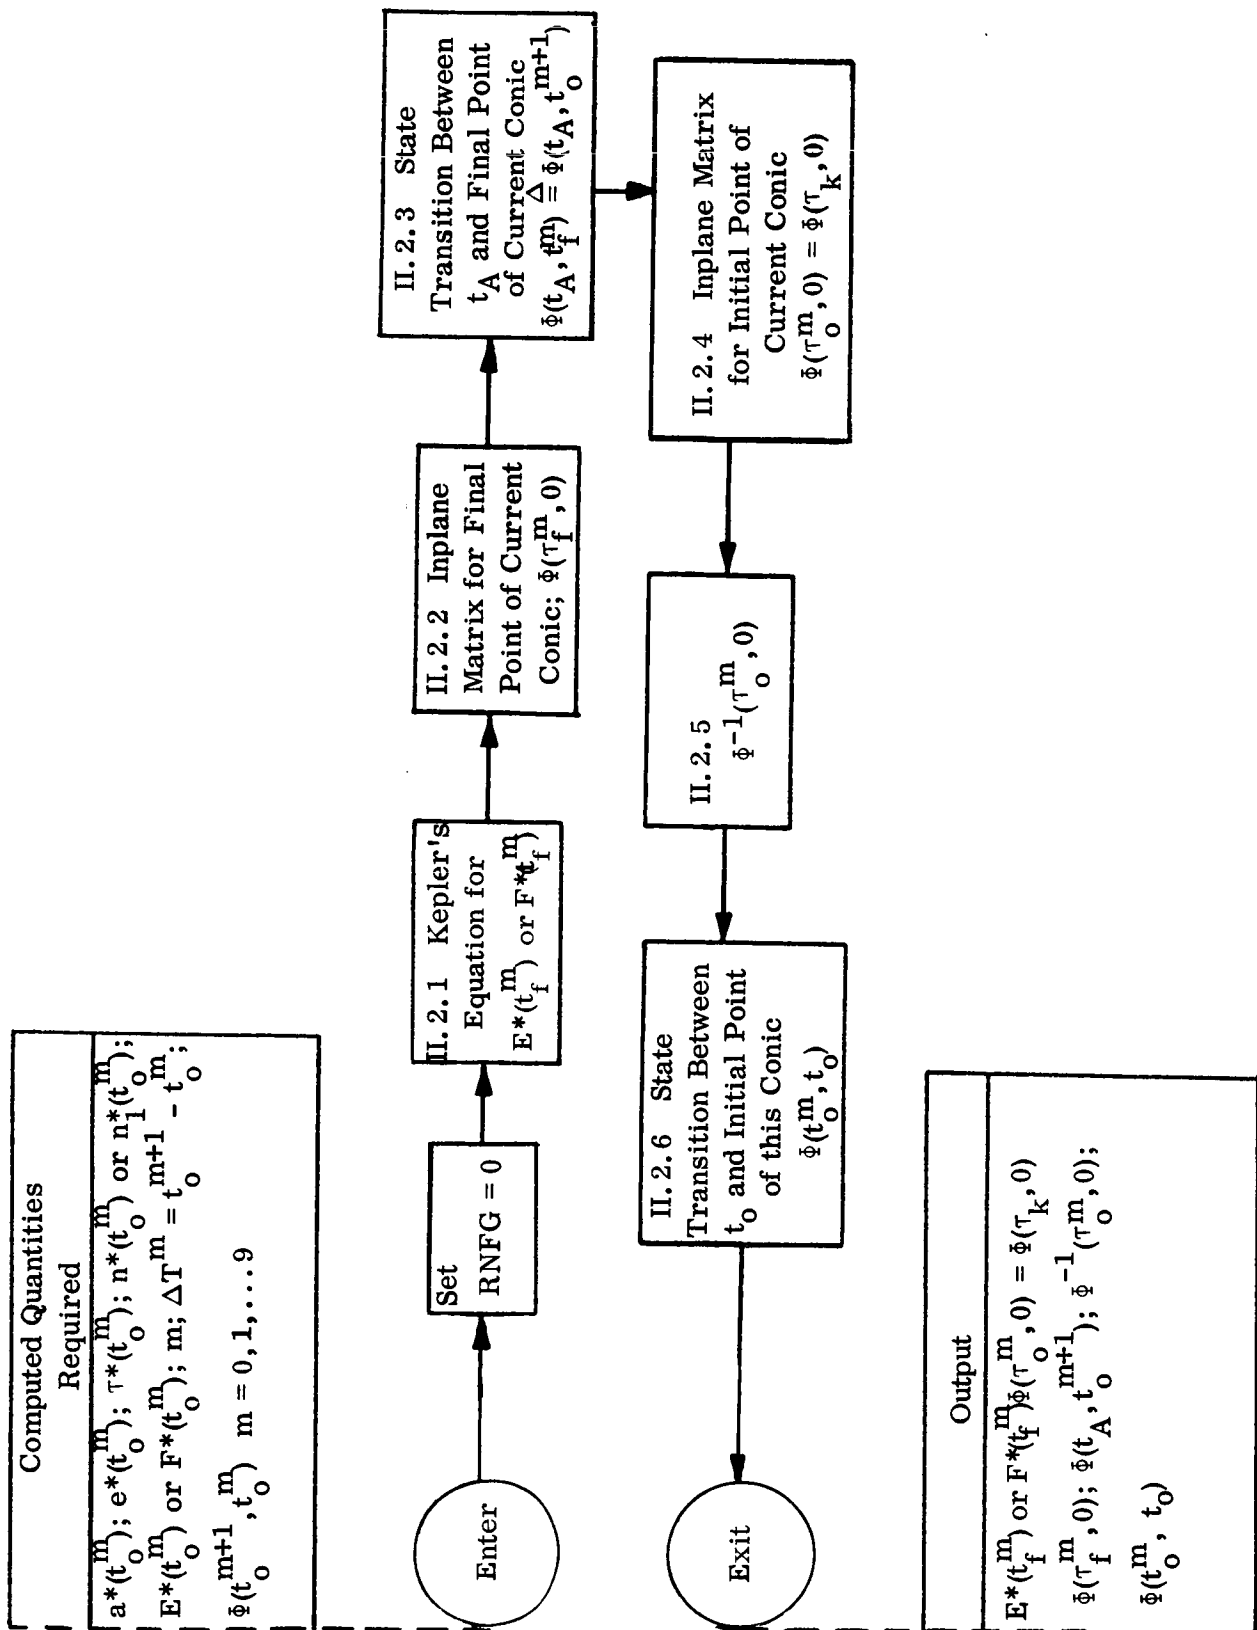 Computed Quantities
Required
a*(t_o^m); e*(t_o^m); τ*(t_o^m); n*(t_o^m) or n_1^*(t_o^m);
E*(t_o^m) or F*(t_o^m); m; ΔT^m = t_o^{m+1} - t_o^m;
Φ(t_o^{m+1}, t_o^m) m = 0, 1, ... 9
Enter
Set
RNFG = 0
II.2.1 Kepler's
Equation for
E*(t_f^m) or F*(t_f^m)
II.2.2 Inplane
Matrix for Final
Point of Current
Conic; Φ(τ_f^m, 0)
II.2.3 State
Transition Between
t_A and Final Point
of Current Conic
Φ(t_A, t_f^m) ≜ Φ(t_A, t_o^{m+1})
II.2.4 Inplane Matrix
for Initial Point of
Current Conic
Φ(τ_o^m, 0) = Φ(τ_k, 0)
II.2.5
Φ^{-1}(τ_o^m, 0)
II.2.6 State
Transition Between
t_o and Initial Point
of this Conic
Φ(t_o^m, t_o)
Exit
Output
E*(t_f^m) or F*(t_f^m) Φ(τ_o^m, 0) = Φ(τ_k, 0)
Φ(τ_f^m, 0); Φ(t_A, t_o^{m+1}); Φ^{-1}(τ_o^m, 0);
Φ(t_o^m, t_o)